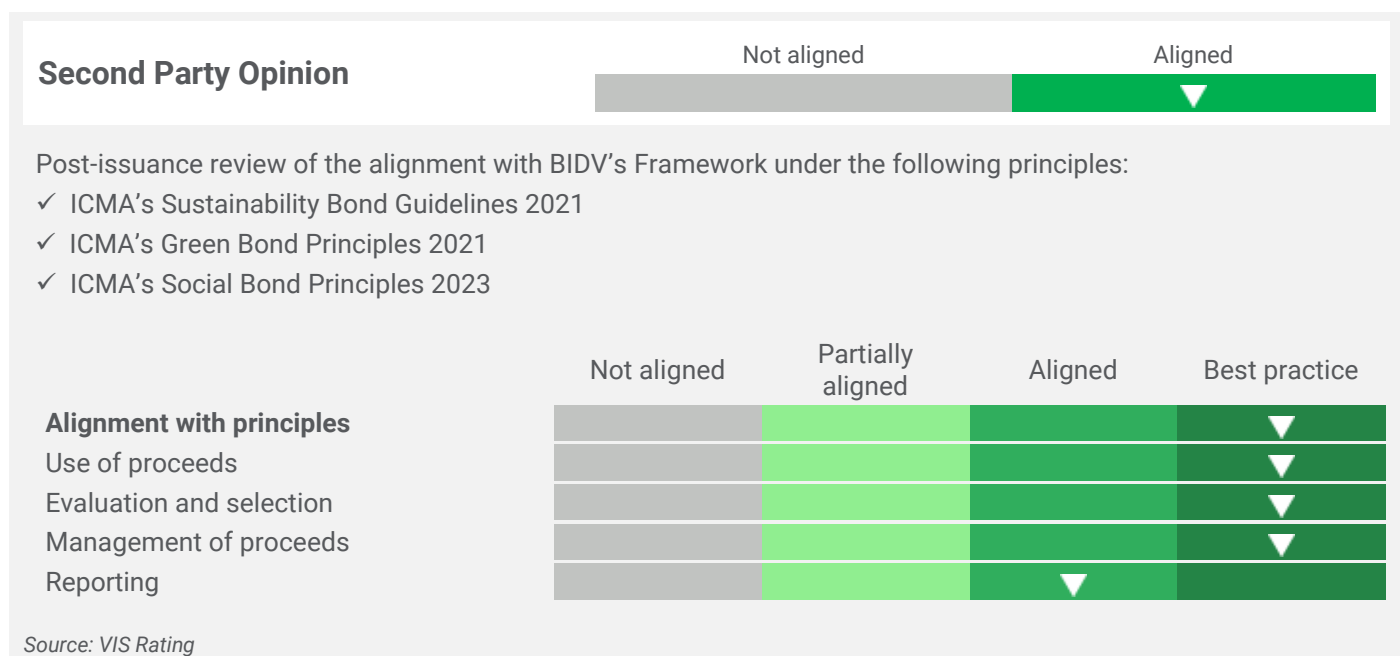 Second Party Opinion
Not aligned
Aligned
Post-issuance review of the alignment with BIDV's Framework under the following principles:
✓ ICMA's Sustainability Bond Guidelines 2021
✓ ICMA's Green Bond Principles 2021
✓ ICMA's Social Bond Principles 2023
Not aligned
Partially
aligned
Aligned
Best practice
Alignment with principles
Use of proceeds
Evaluation and selection
Management of proceeds
Reporting
Source: VIS Rating